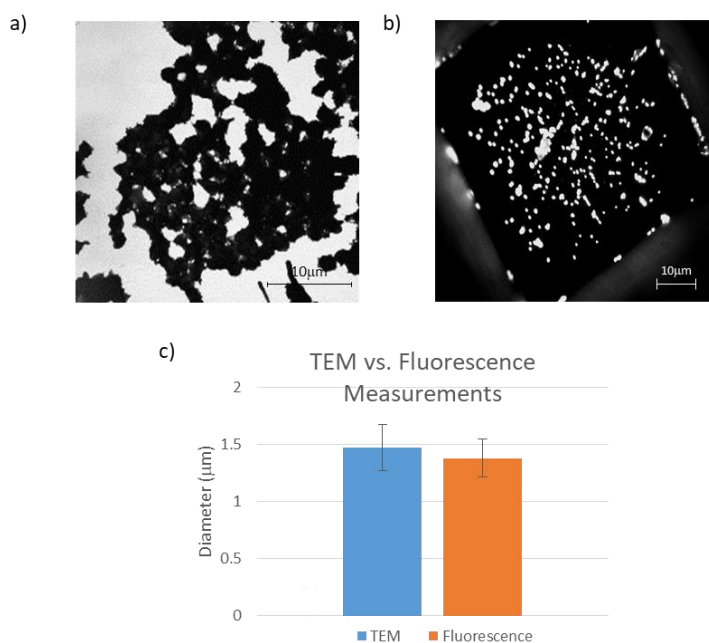 a)
b)
10μm
10μm
c)
TEM vs. Fluorescence
Measurements
2
1.5
1
0.5
0
Diameter (μm)
TEM
Fluorescence